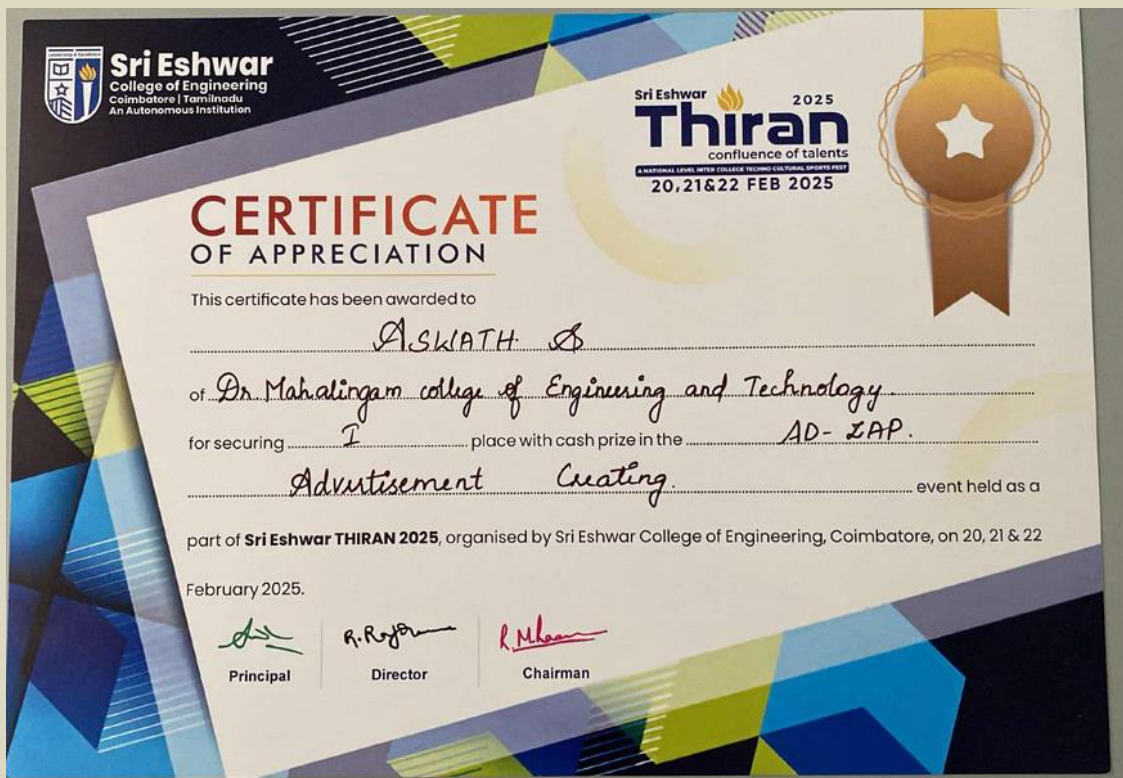 Leadership & Excellence
Sri Eshwar
College of Engineering
Coimbatore | Tamilnadu
An Autonomous Institution
Sri Eshwar 2025
Thiran
confluence of talents
A NATIONAL LEVEL INTER COLLEGE TECHNO CULTURAL SPORTS FEST
20,21&22 FEB 2025
CERTIFICATE
OF APPRECIATION
This certificate has been awarded to
ASWATH S
of Dr. Mahalingam college of Engineering and Technology.
for securing I place with cash prize in the AD-ZAP.
Advertisement Creating. event held as a
part of Sri Eshwar THIRAN 2025, organised by Sri Eshwar College of Engineering, Coimbatore, on 20, 21 & 22
February 2025.
Principal Director Chairman